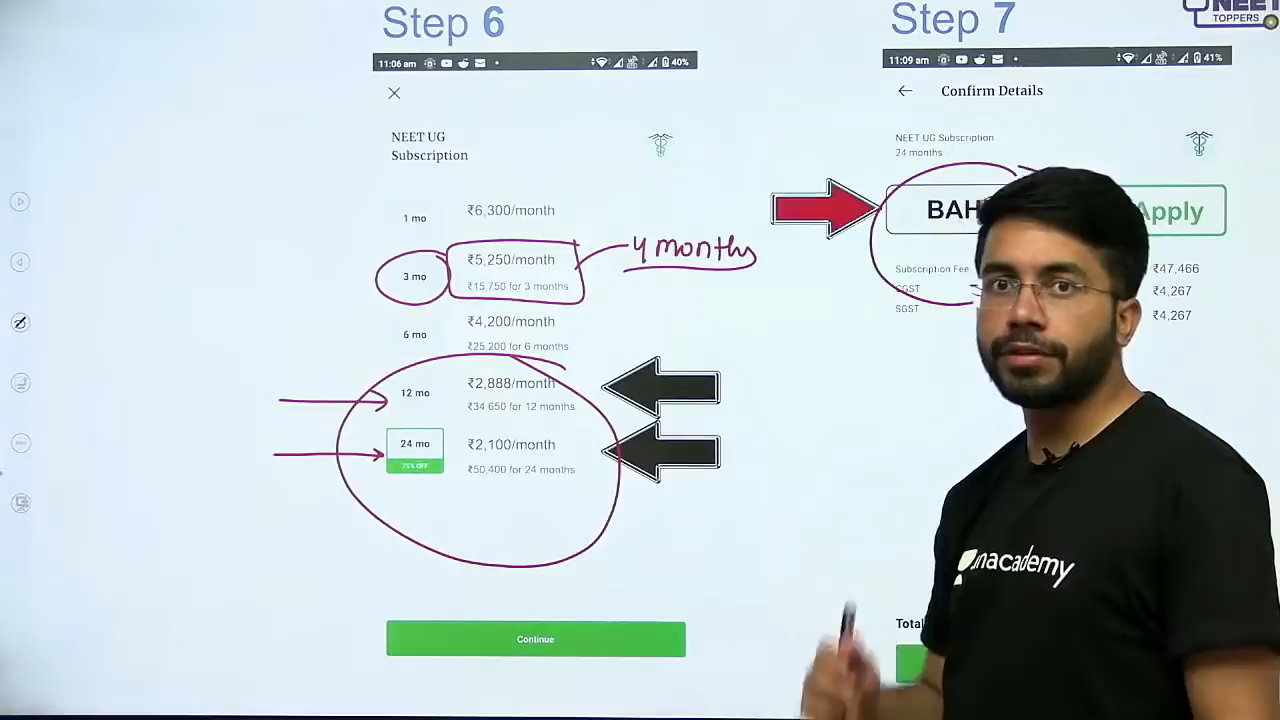 Step 6
11:06 am
40%
NEET UG
Subscription
1 mo
₹6,300/month
3 mo
₹5,250/month
₹15,750 for 3 months
4 months
6 mo
₹4,200/month
₹25,200 for 6 months
12 mo
₹2,888/month
₹34 650 for 12 months
24 mo
75% OFF
₹2,100/month
₹50,400 for 24 months
Continue
Step 7
NEET
TOPPERS
11:09 am
41%
Confirm Details
NEET UG Subscription
24 months
BAH
Apply
Subscription Fee
₹47,466
CGST
₹4,267
SGST
₹4,267
Total
unacademy